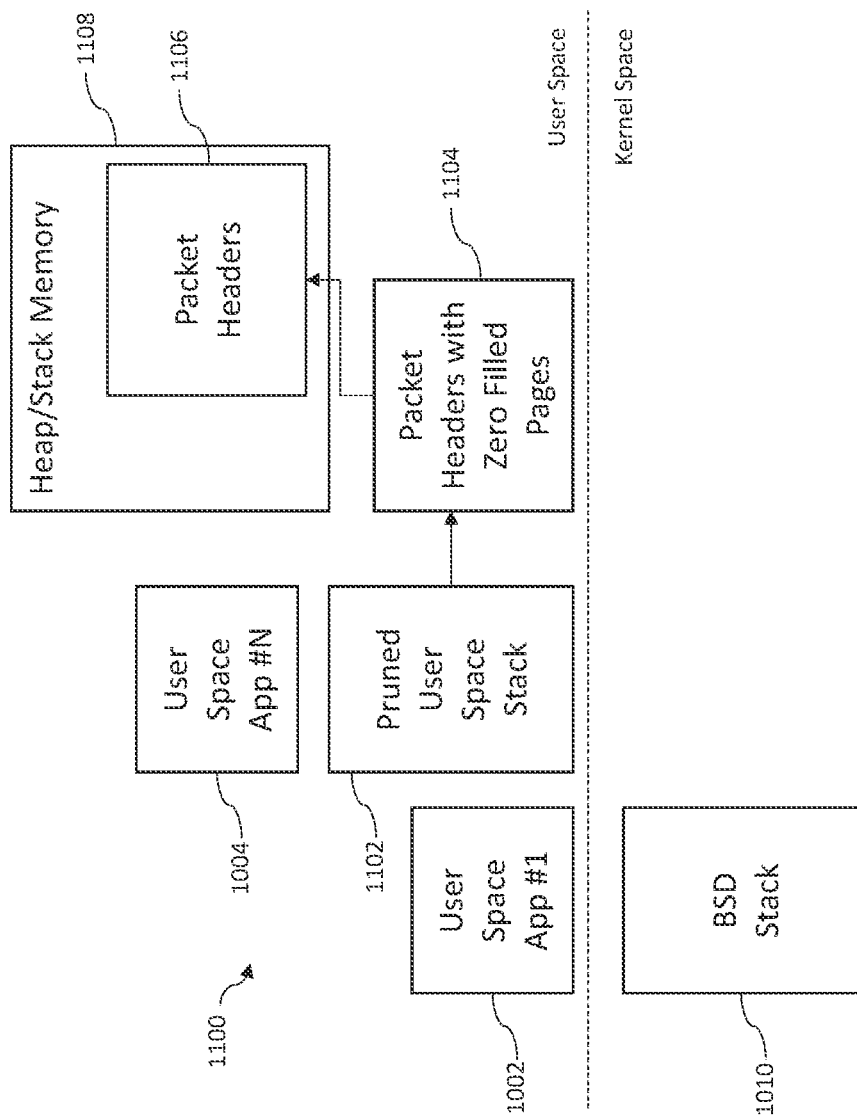 1100
1004
User
Space
App #N
Heap/Stack Memory
1108
Packet
Headers
1106
1002
User
Space
App #1
1102
Pruned
User
Space
Stack
Packet
Headers with
Zero Filled
Pages
1104
User Space
Kernel Space
BSD
Stack
1010